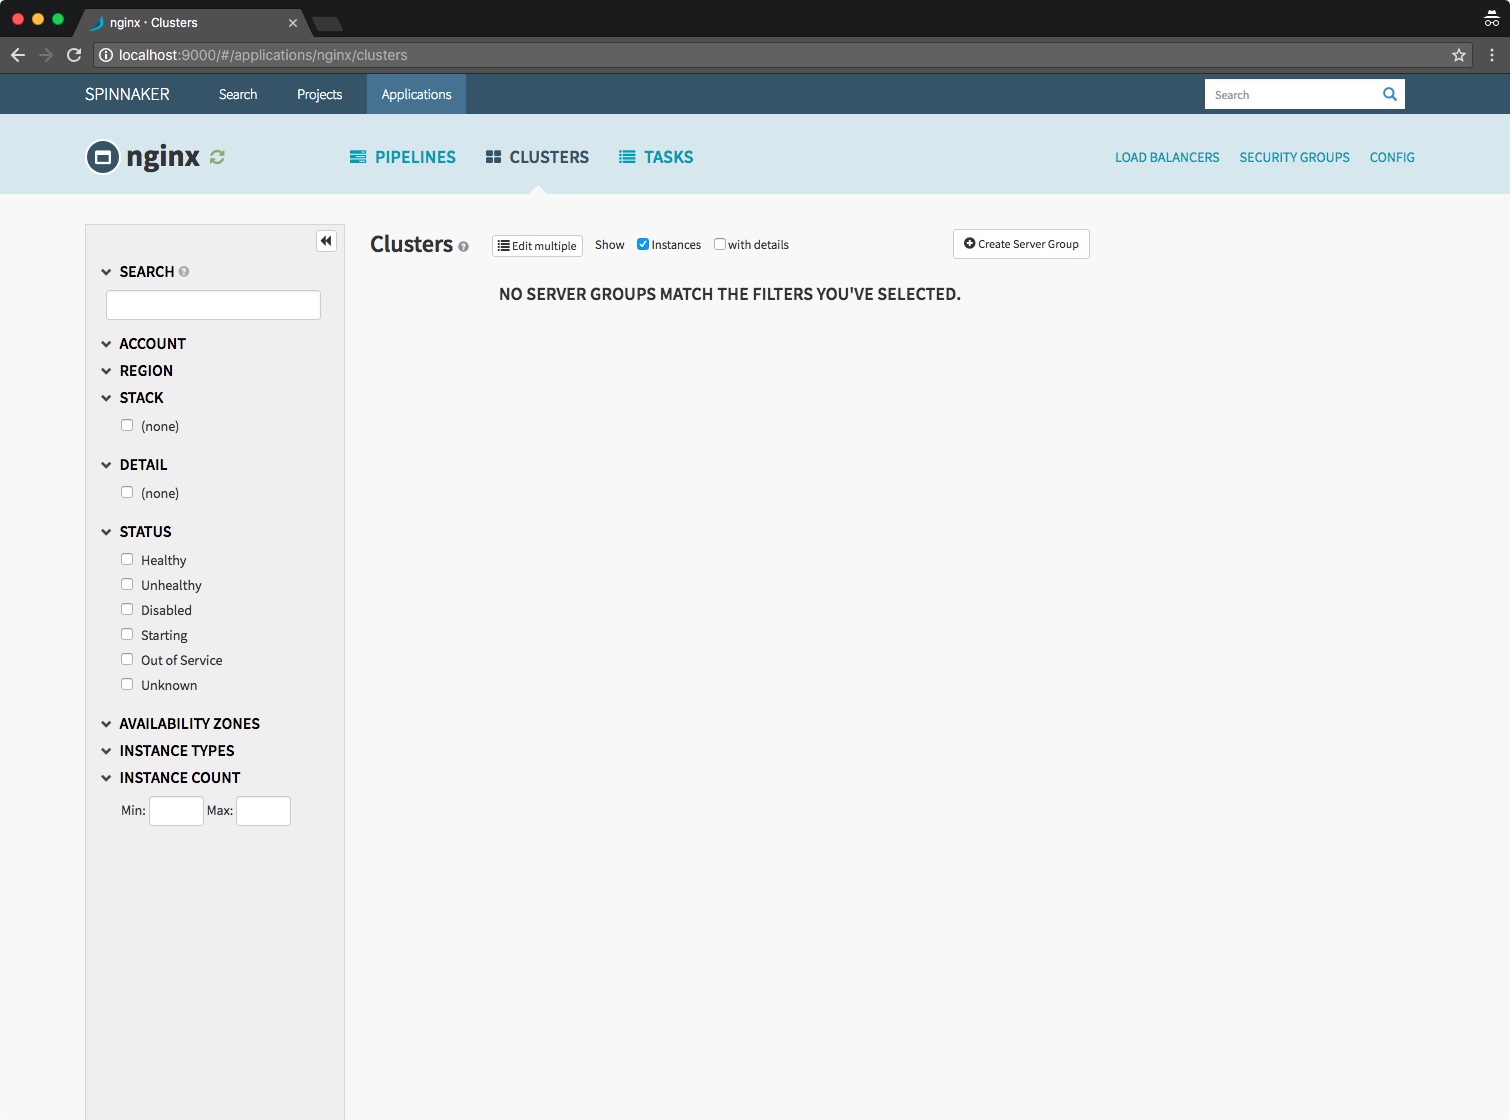 nginx · Clusters
localhost:9000/#/applications/nginx/clusters
SPINNAKER Search Projects Applications Search
nginx PIPELINES CLUSTERS TASKS LOAD BALANCERS SECURITY GROUPS CONFIG
Clusters Edit multiple Show Instances with details Create Server Group
NO SERVER GROUPS MATCH THE FILTERS YOU'VE SELECTED.
SEARCH
ACCOUNT
REGION
STACK
(none)
DETAIL
(none)
STATUS
Healthy
Unhealthy
Disabled
Starting
Out of Service
Unknown
AVAILABILITY ZONES
INSTANCE TYPES
INSTANCE COUNT
Min: Max: